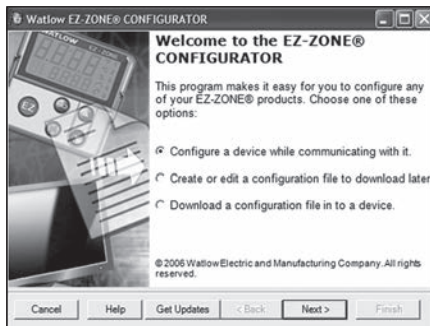 Watlow EZ-ZONE® CONFIGURATOR
WATLOW EZ-ZONE
EZ
Welcome to the EZ-ZONE®
CONFIGURATOR
This program makes it easy for you to configure any
of your EZ-ZONE® products. Choose one of these
options:
Configure a device while communicating with it.
Create or edit a configuration file to download later.
Download a configuration file in to a device.
©2006 Watlow Electric and Manufacturing Company. All rights
reserved.
Cancel Help Get Updates < Back Next > Finish